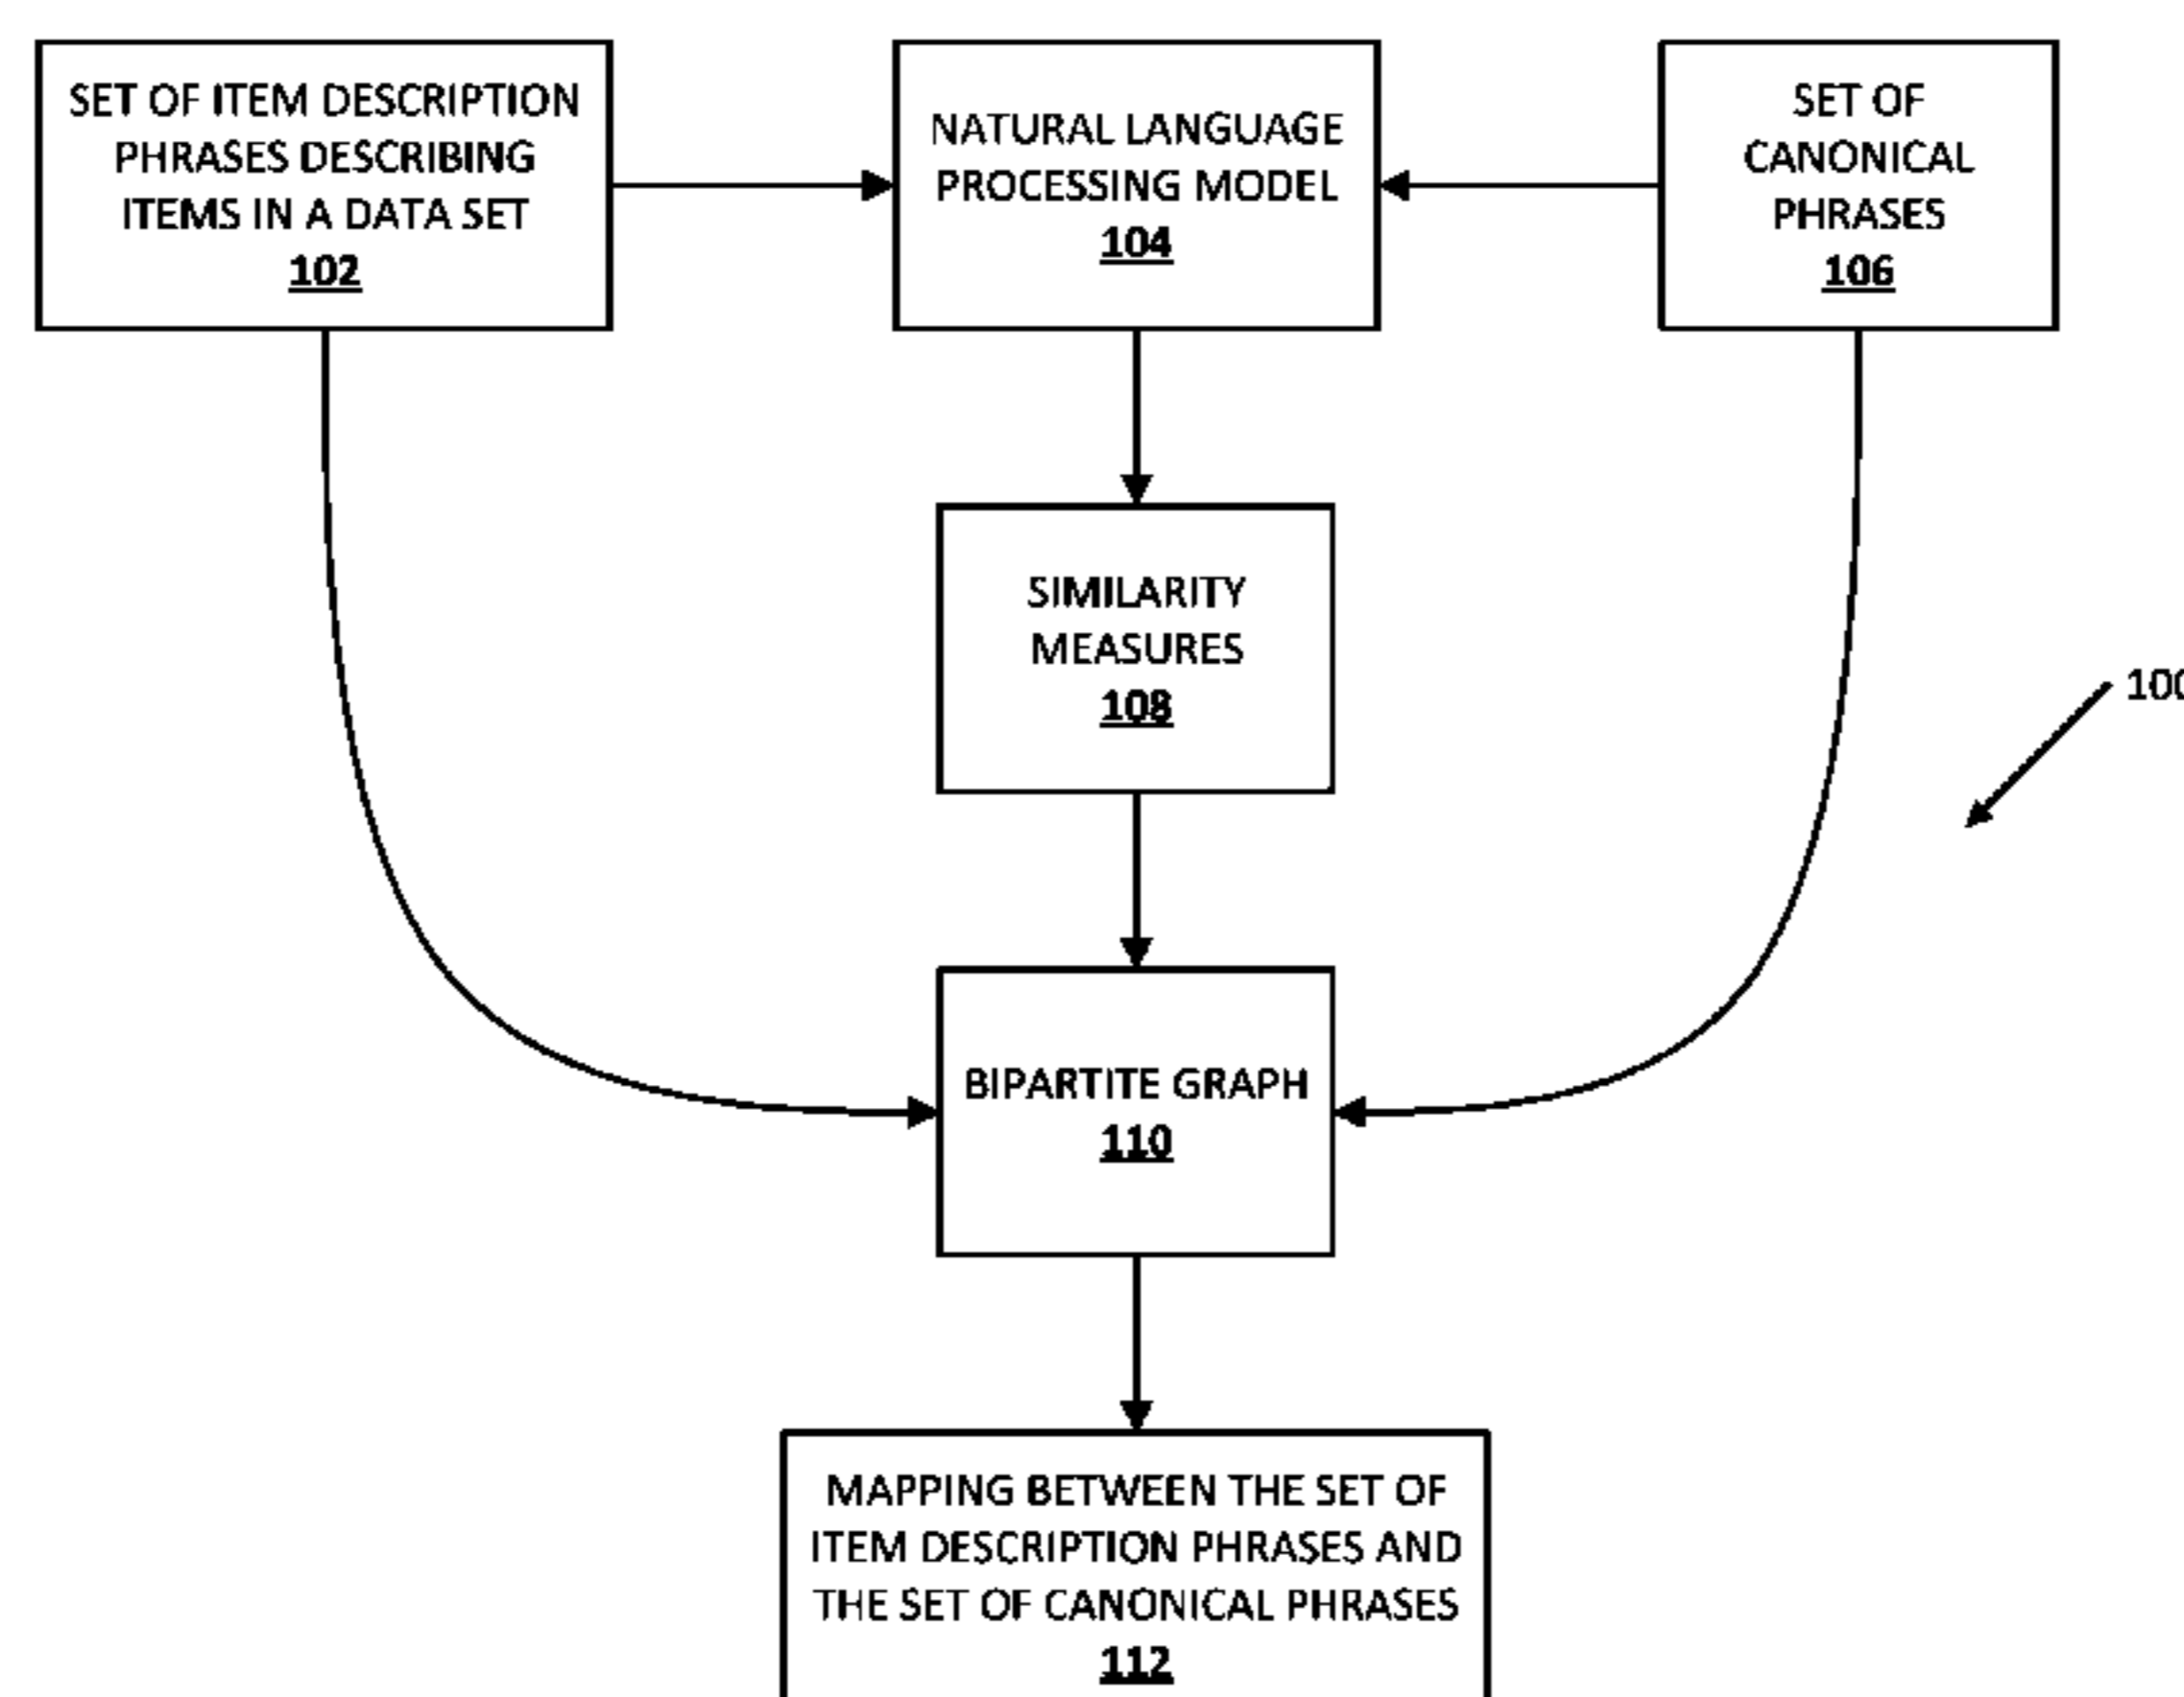 SET OF ITEM DESCRIPTION
PHRASES DESCRIBING
ITEMS IN A DATA SET
102
NATURAL LANGUAGE
PROCESSING MODEL
104
SET OF
CANONICAL
PHRASES
106
SIMILARITY
MEASURES
108
100
BIPARTITE GRAPH
110
MAPPING BETWEEN THE SET OF
ITEM DESCRIPTION PHRASES AND
THE SET OF CANONICAL PHRASES
112